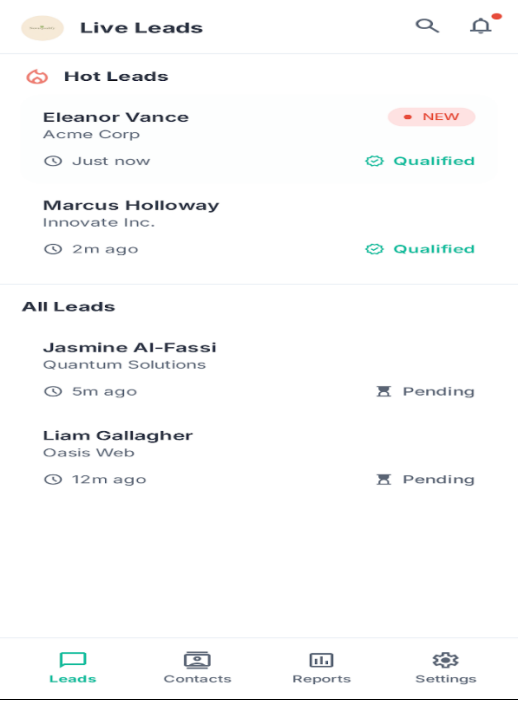 Live Leads
Hot Leads
Eleanor Vance
NEW
Acme Corp
Just now
Qualified
Marcus Holloway
Innovate Inc.
2m ago
Qualified
All Leads
Jasmine Al-Fassi
Quantum Solutions
5m ago
Pending
Liam Gallagher
Oasis Web
12m ago
Pending
Leads
Contacts
Reports
Settings